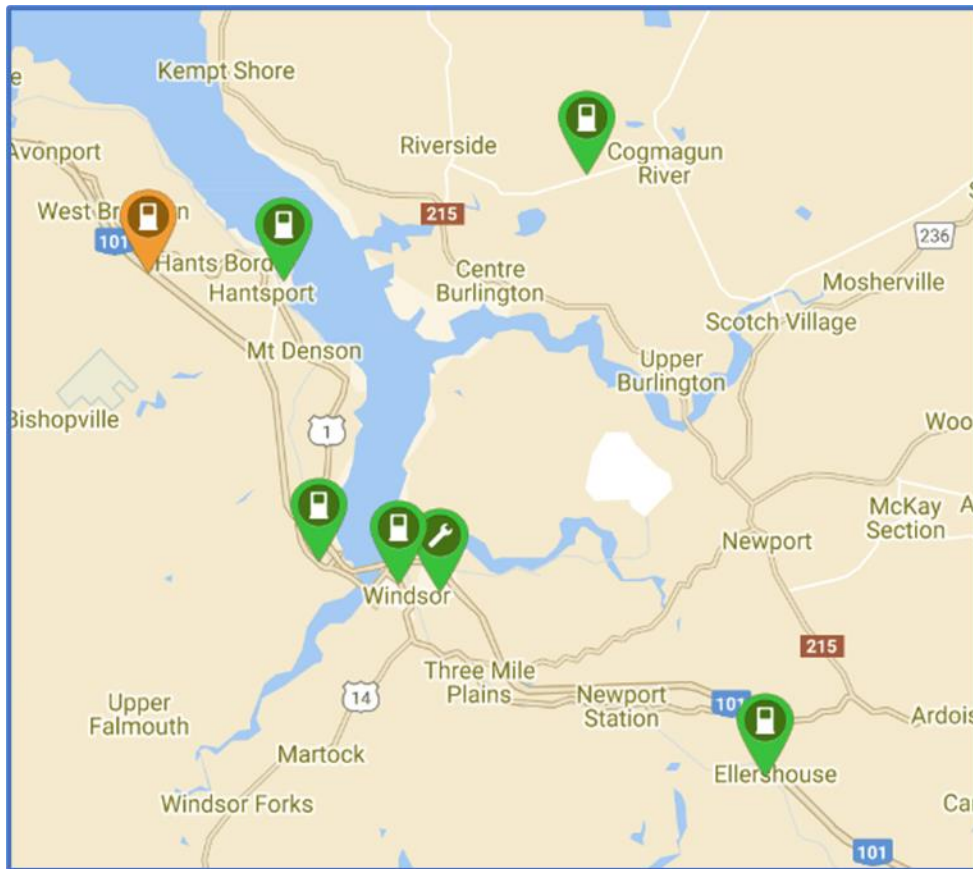 Kempt Shore
Riverside
Cogmagun
River
Avonport
215
West Br
n
101
236
Hants Bord
Centre
Burlington
Mosherville
Hantsport
Scotch Village
Mt Denson
Upper
Burlington
Bishopville
Woo
1
McKay
Section
A
Newport
Windsor
215
Three Mile
Plains
14
Newport
Station
101
Upper
Falmouth
Ardois
Martock
Ellershouse
Windsor Forks
Car
101